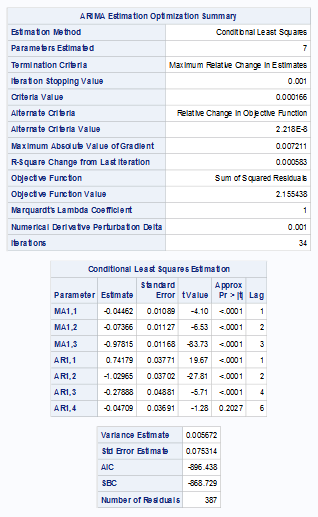 ARIMA Estimation Optimization Summary
Estimation Method Conditional Least Squares
Parameters Estimated 7
Termination Criteria Maximum Relative Change in Estimates
Iteration Stopping Value 0.001
Criteria Value 0.000166
Alternate Criteria Relative Change in Objective Function
Alternate Criteria Value 2.218E-8
Maximum Absolute Value of Gradient 0.007211
R-Square Change from Last Iteration 0.000583
Objective Function Sum of Squared Residuals
Objective Function Value 2.155438
Marquardt's Lambda Coefficient 1
Numerical Derivative Perturbation Delta 0.001
Iterations 34
Conditional Least Squares Estimation
Parameter Estimate Standard Error t Value Approx Pr > |t| Lag
MA1,1 -0.04462 0.01089 -4.10 <.0001 1
MA1,2 -0.07366 0.01127 -6.53 <.0001 2
MA1,3 -0.97815 0.01168 -83.73 <.0001 3
AR1,1 0.74179 0.03771 19.67 <.0001 1
AR1,2 -1.02965 0.03702 -27.81 <.0001 2
AR1,3 -0.27888 0.04881 -5.71 <.0001 4
AR1,4 -0.04709 0.03691 -1.28 0.2027 6
Variance Estimate 0.005672
Std Error Estimate 0.075314
AIC -896.438
SBC -868.729
Number of Residuals 387